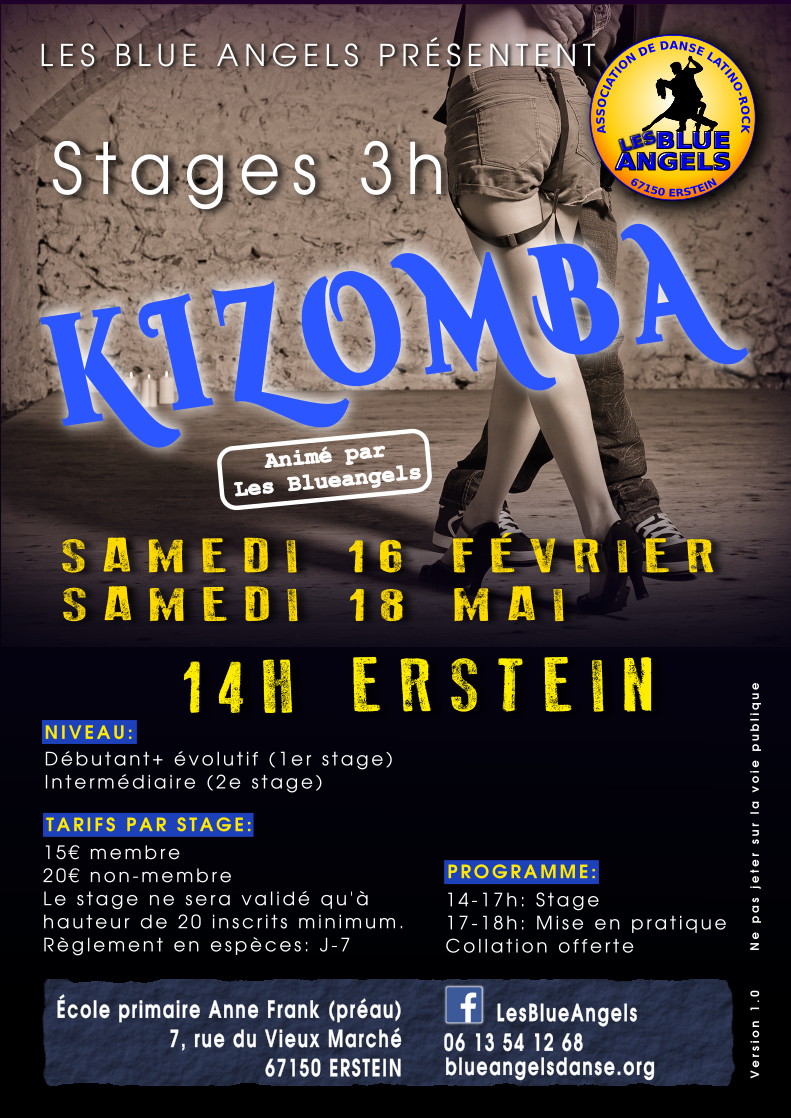 LES BLUE ANGELS PRÉSENTENT
ASSOCIATION DE DANSE LATINO-ROCK
LES BLUE
ANGELS
67150 ERSTEIN
Stages 3h
KIZOMBA
Animé par
Les Blueangels
SAMEDI 16 FÉVRIER
SAMEDI 18 MAI
14H ERSTEIN
NIVEAU:
Débutant+ évolutif (1er stage)
Intermédiaire (2e stage)
TARIFS PAR STAGE:
15€ membre
20€ non-membre
Le stage ne sera validé qu'à
hauteur de 20 inscrits minimum.
Règlement en espèces: J-7
PROGRAMME:
14-17h: Stage
17-18h: Mise en pratique
Collation offerte
École primaire Anne Frank (préau)
7, rue du Vieux Marché
67150 ERSTEIN
f LesBlueAngels
06 13 54 12 68
blueangelsdanse.org
Version 1.0 Ne pas jeter sur la voie publique